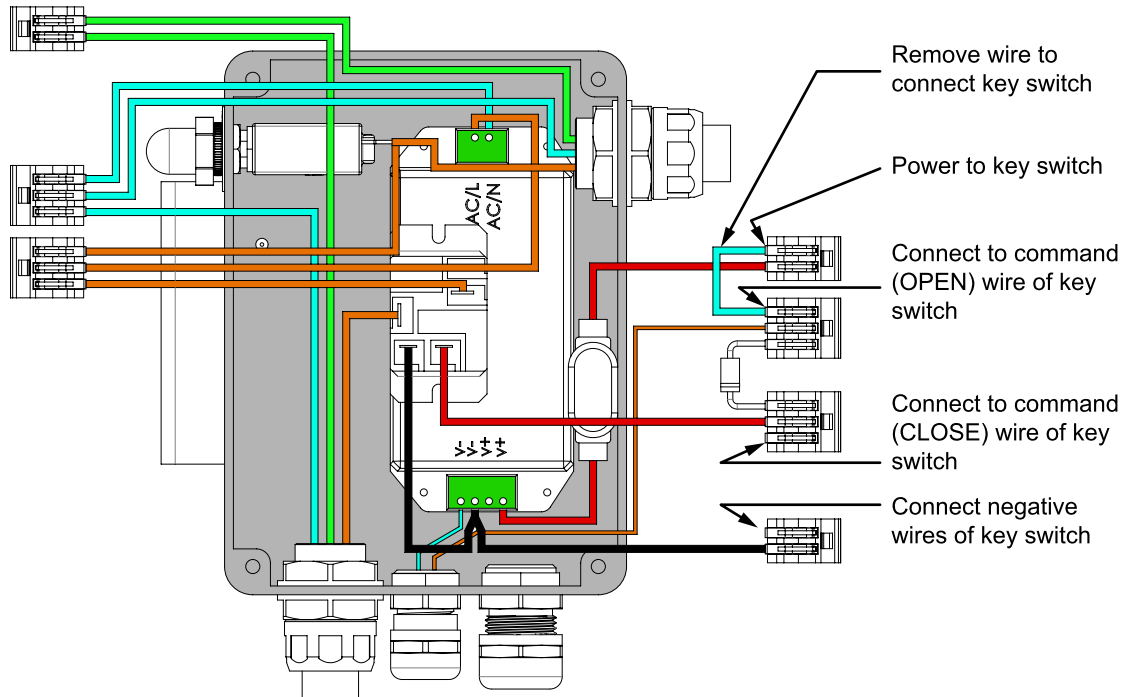 Remove wire to
connect key switch
Power to key switch
Connect to command
(OPEN) wire of key
switch
Connect to command
(CLOSE) wire of key
switch
Connect negative
wires of key switch
AC/L
AC/N
V-
V-
V+
V+